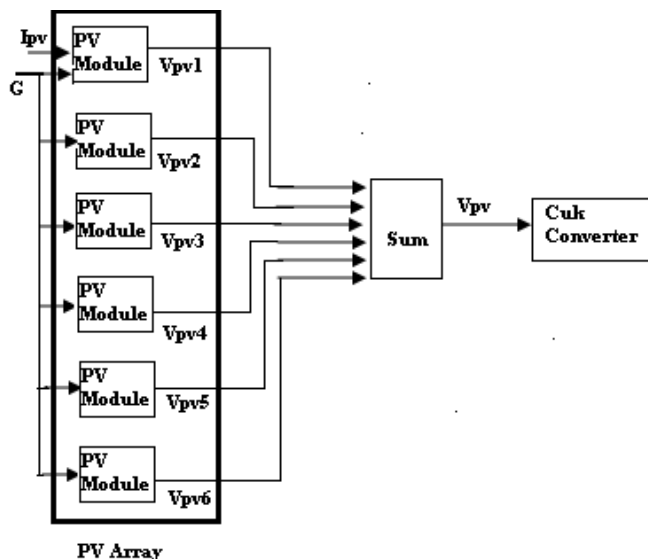 Ipv
G
PV
Module
Vpv1
PV
Module
Vpv2
PV
Module
Vpv3
PV
Module
Vpv4
PV
Module
Vpv5
PV
Module
Vpv6
PV Array
Sum
Vpv
Cuk
Converter